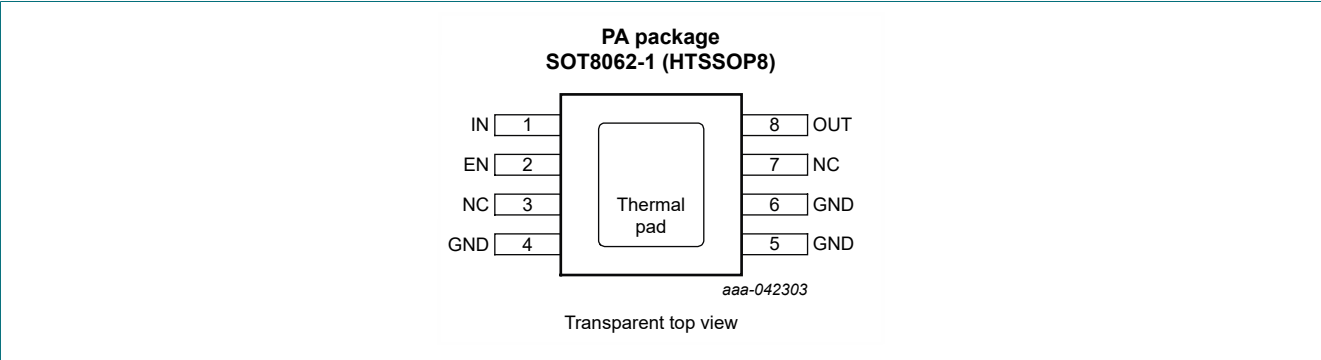 PA package
SOT8062-1 (HTSSOP8)
IN 1
8 OUT
EN 2
7 NC
NC 3
Thermal
pad
6 GND
GND 4
5 GND
aaa-042303
Transparent top view